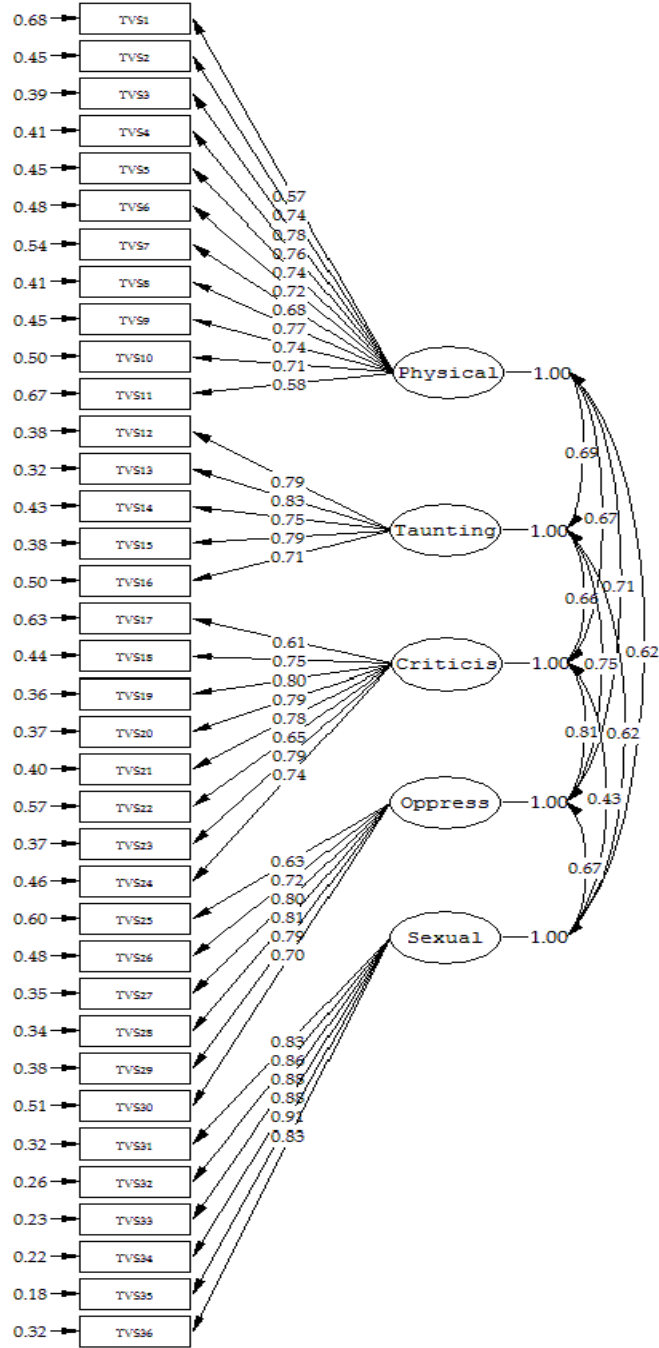 0.68 TVS1
0.45 TVS2
0.39 TVS3
0.41 TVS4
0.45 TVS5
0.48 TVS6
0.57
0.54 TVS7
0.74
0.78
0.41 TVS8
0.76
0.74
0.45 TVS9
0.72
0.68
0.77
0.50 TVS10
0.74
0.71
0.67 TVS11
0.58
Physical 1.00
0.38 TVS12
0.69
0.32 TVS13
0.79
0.83
0.43 TVS14
0.75
0.67
Taunting 1.00
0.38 TVS15
0.79
0.71
0.50 TVS16
0.71
0.66
0.63 TVS17
0.61
0.62
0.44 TVS18
0.75
Criticis 1.00
0.75
0.36 TVS19
0.80
0.79
0.37 TVS20
0.78
0.81
0.62
0.65
0.40 TVS21
0.79
0.74
0.57 TVS22
Oppress 1.00
0.43
0.37 TVS23
0.63
0.46 TVS24
0.72
0.67
0.80
0.60 TVS25
0.81
0.79
0.48 TVS26
0.70
Sexual 1.00
0.35 TVS27
0.34 TVS28
0.83
0.38 TVS29
0.86
0.88
0.51 TVS30
0.88
0.91
0.32 TVS31
0.83
0.26 TVS32
0.23 TVS33
0.22 TVS34
0.18 TVS35
0.32 TVS36